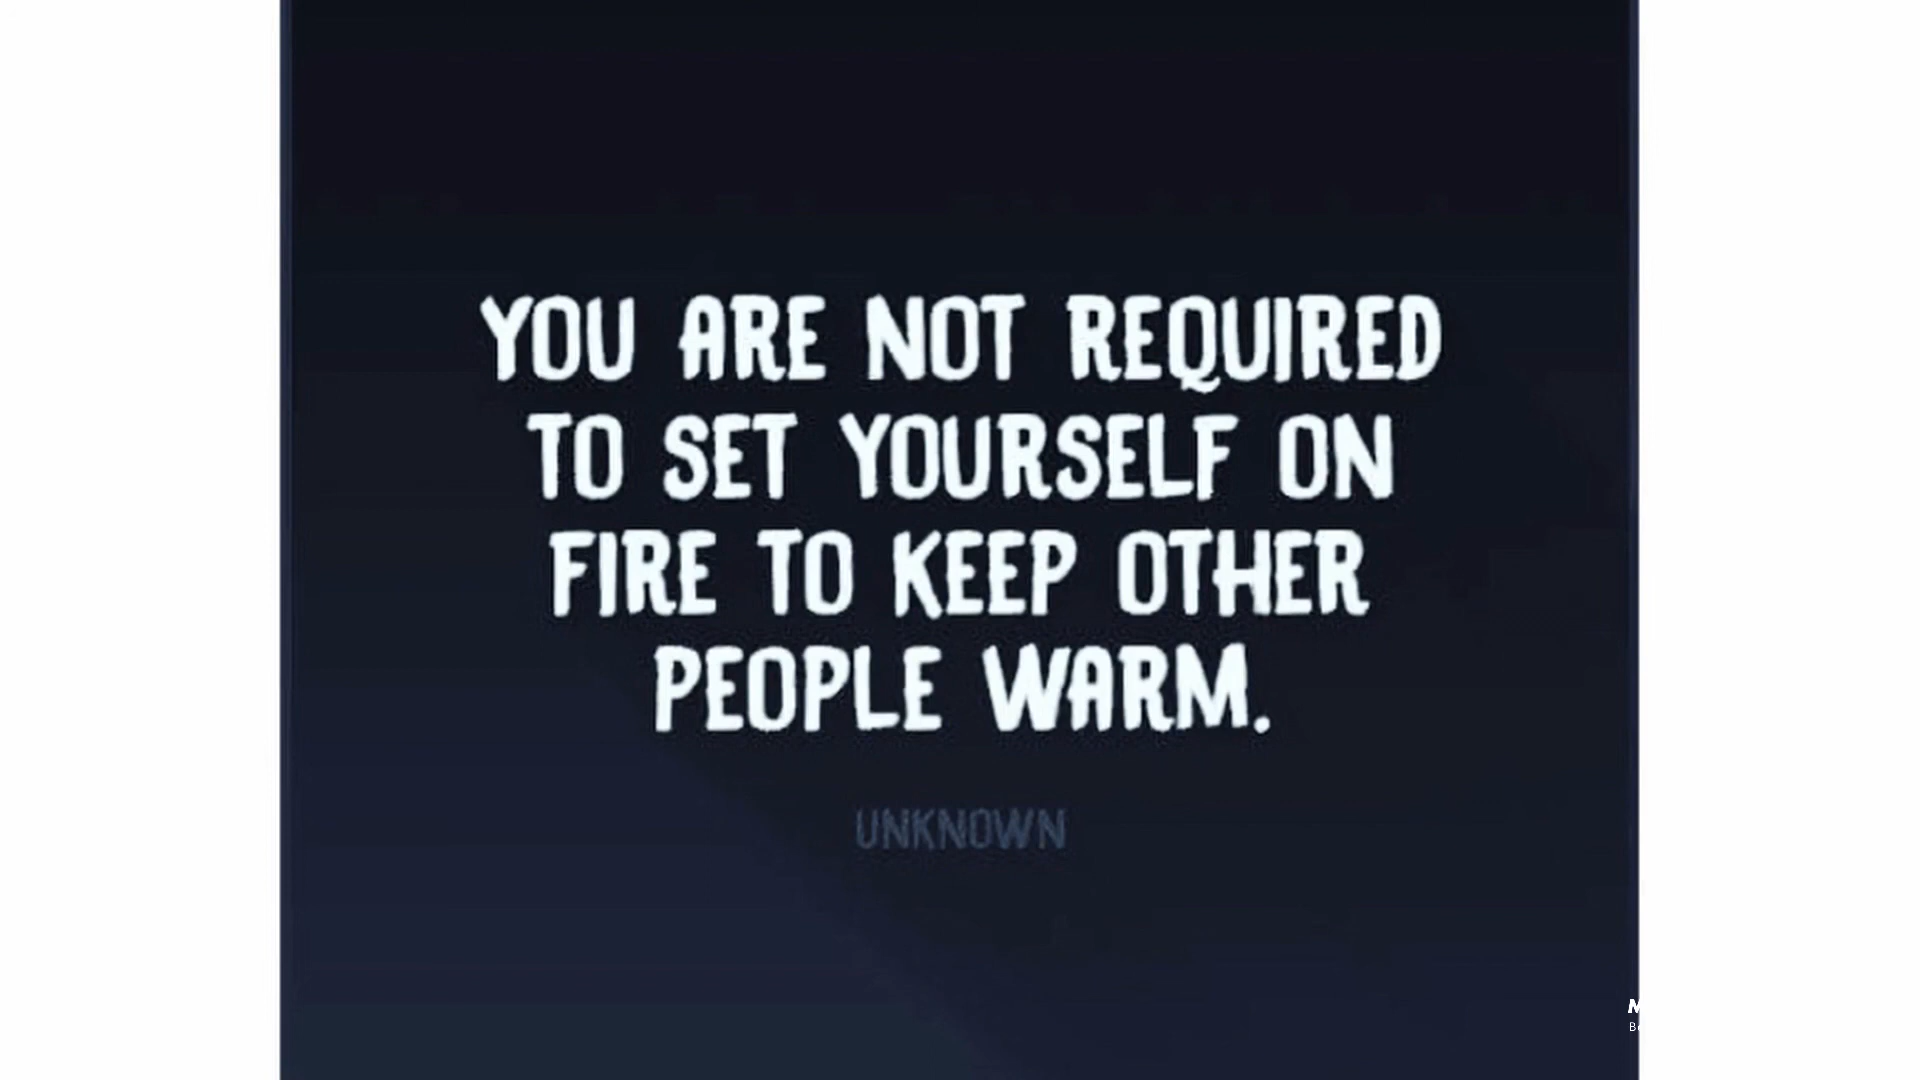 YOU ARE NOT REQUIRED
TO SET YOURSELF ON
FIRE TO KEEP OTHER
PEOPLE WARM.
UNKNOWN